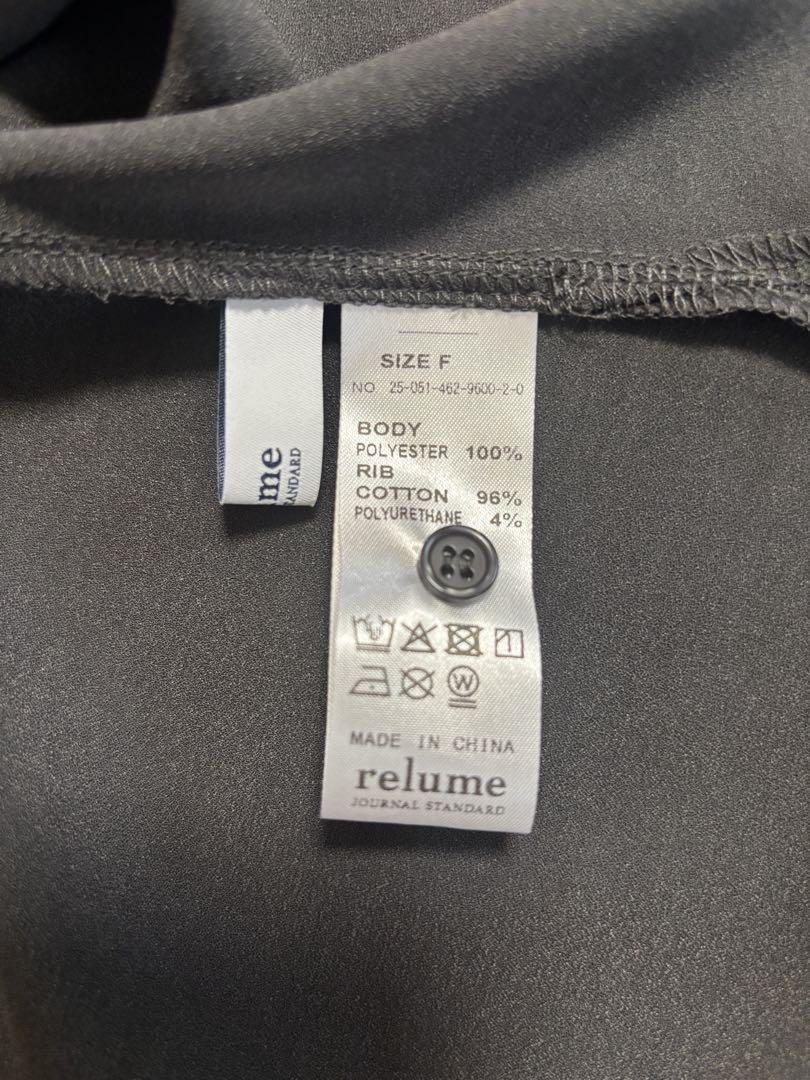 SIZE F
NO 25-051-462-9600-2-0
BODY
POLYESTER 100%
RIB
COTTON 96%
POLYURETHANE 4%
W
MADE IN CHINA
relume
JOURNAL STANDARD
me
ANDARD